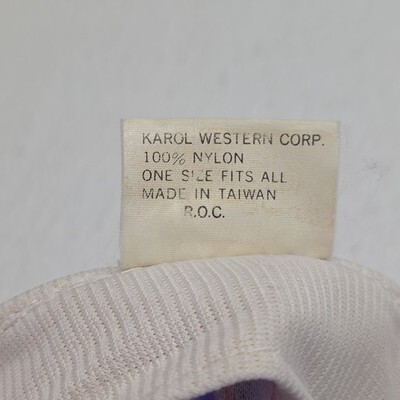 KAROL WESTERN CORP.
100% NYLON
ONE SIZE FITS ALL
MADE IN TAIWAN
R.O.C.